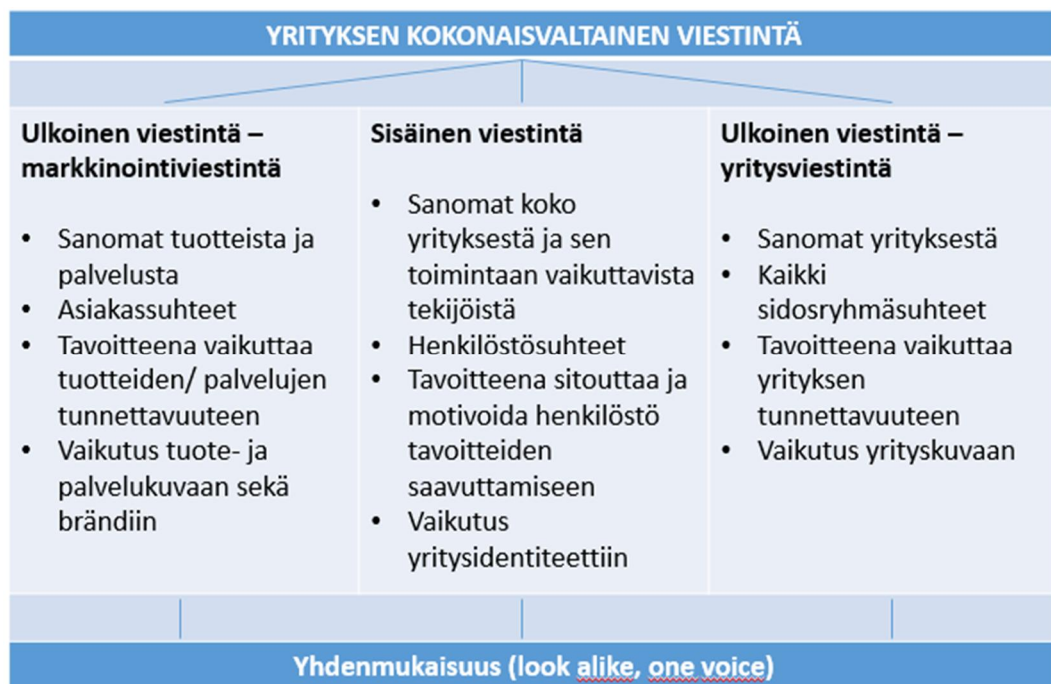 YRITYKSEN KOKONAISVALTAINEN VIESTINTÄ
Ulkoinen viestintä –
markkinointiviestintä
• Sanomat tuotteista ja
palvelusta
• Asiakassuhteet
• Tavoitteena vaikuttaa
tuotteiden/ palvelujen
tunnettavuuteen
• Vaikutus tuote- ja
palvelukuvaan sekä
brändiin
Sisäinen viestintä
• Sanomat koko
yrityksestä ja sen
toimintaan vaikuttavista
tekijöistä
• Henkilöstösuhteet
• Tavoitteena sitouttaa ja
motivoida henkilöstö
tavoitteiden
saavuttamiseen
• Vaikutus
yritysidentiteettiin
Ulkoinen viestintä –
yritysviestintä
• Sanomat yrityksestä
• Kaikki
sidosryhmäsuhteet
• Tavoitteena vaikuttaa
yrityksen
tunnettavuuteen
• Vaikutus yrityskuvaan
Yhdenmukaisuus (look alike, one voice)